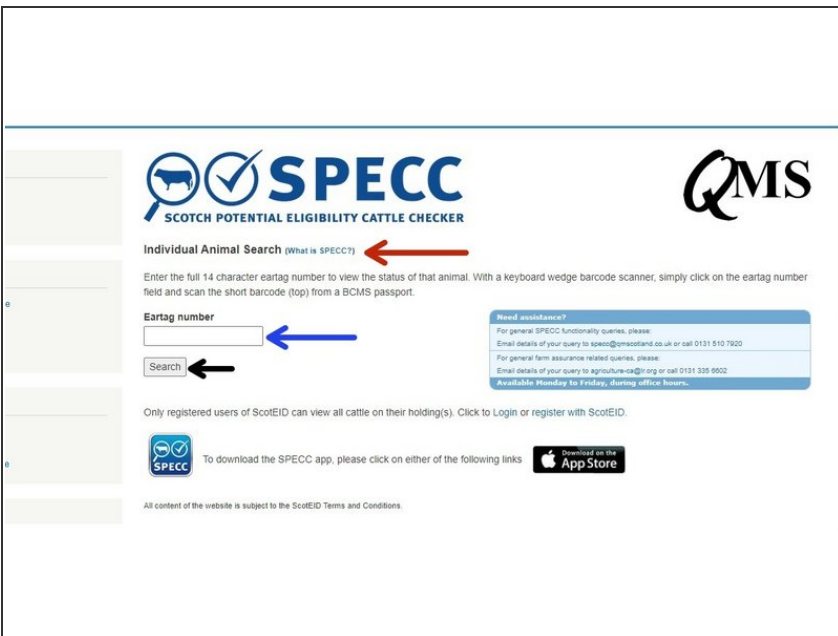 SPECC
SCOTCH POTENTIAL ELIGIBILITY CATTLE CHECKER
QMS
Individual Animal Search (What is SPECC?)
Enter the full 14 character eartag number to view the status of that animal. With a keyboard wedge barcode scanner, simply click on the eartag number
field and scan the short barcode (top) from a BCMS passport.
Eartag number
Search
Need assistance?
For general SPECC functionality queries, please:
Email details of your query to specc@qmscotland.co.uk or call 0131 510 7920
For general farm assurance related queries, please:
Email details of your query to agriculture-ca@lr.org or call 0131 335 6602
Available Monday to Friday, during office hours.
Only registered users of ScotEID can view all cattle on their holding(s). Click to Login or register with ScotEID.
SPECC
To download the SPECC app, please click on either of the following links
Download on the
App Store
All content of the website is subject to the ScotEID Terms and Conditions.
e
e